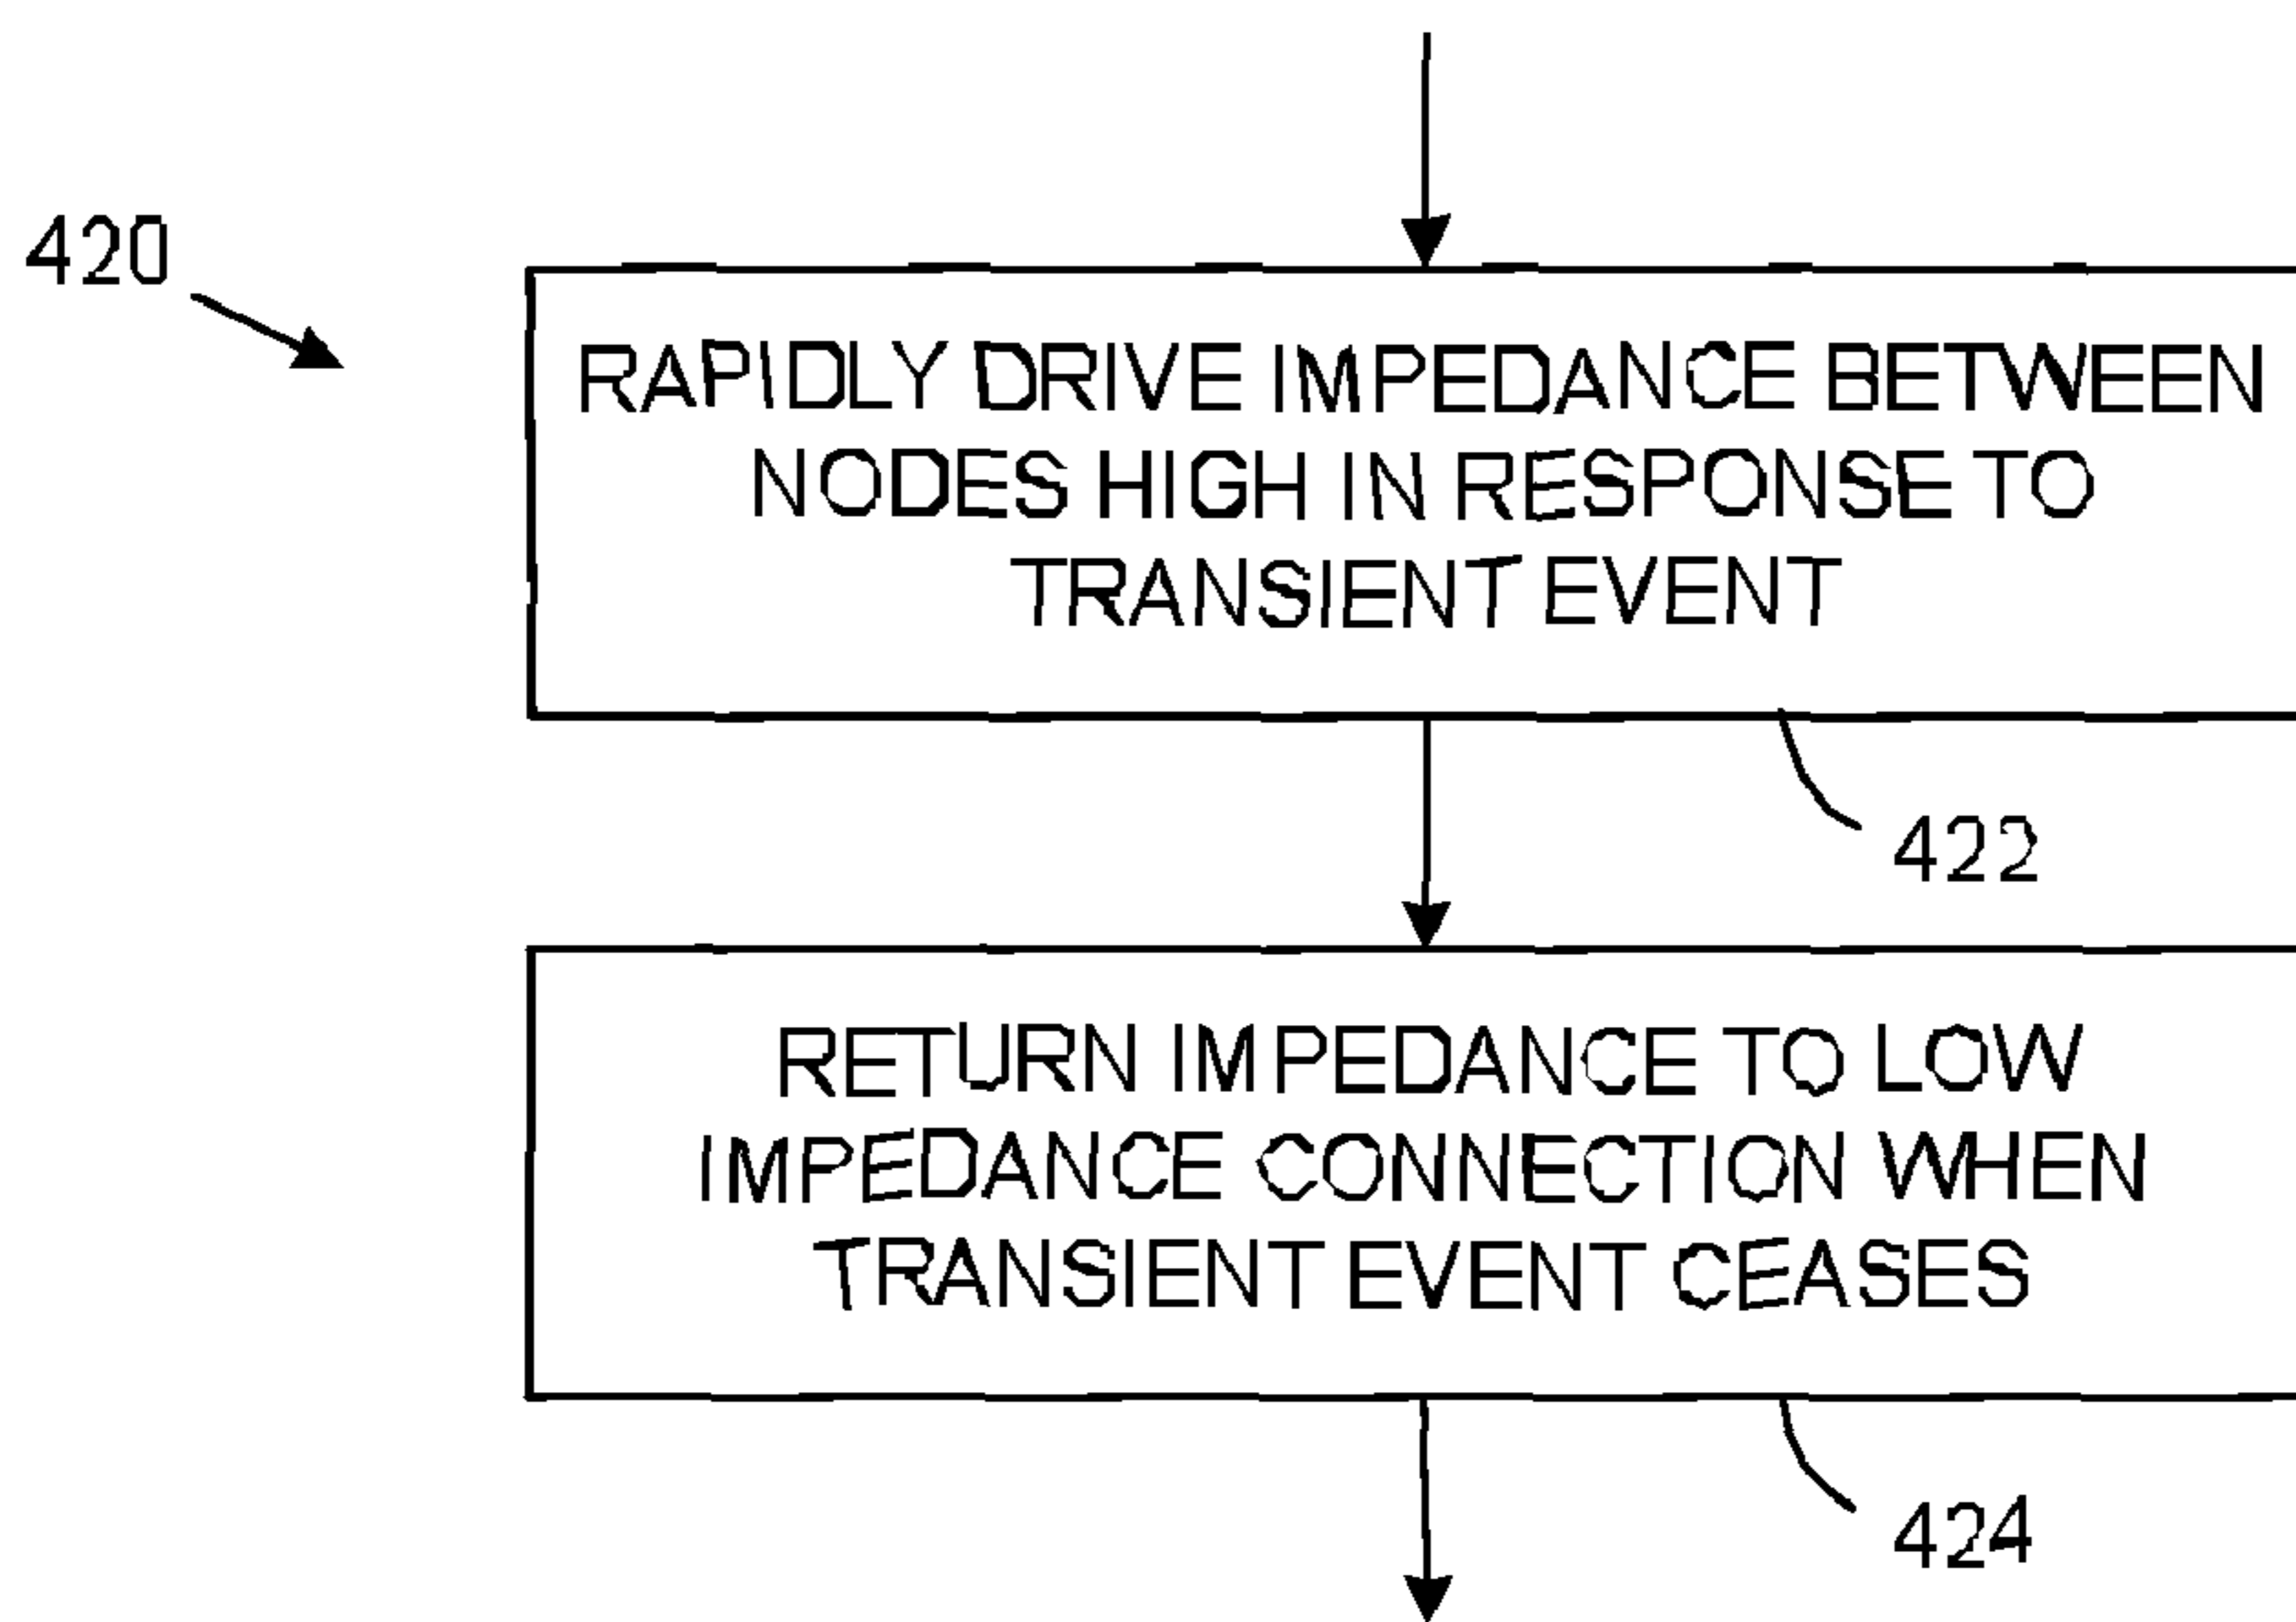 420
RAPIDLY DRIVE IMPEDANCE BETWEEN
NODES HIGH IN RESPONSE TO
TRANSIENT EVENT
422
RETURN IMPEDANCE TO LOW
IMPEDANCE CONNECTION WHEN
TRANSIENT EVENT CEASES
424